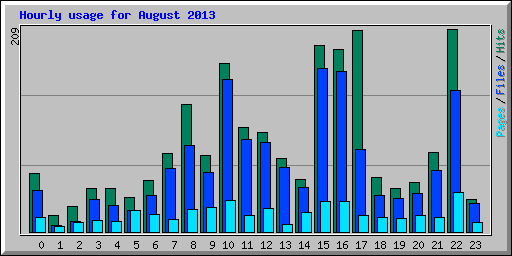 Hourly usage for August 2013
209
Pages/Files/Hits
0 1 2 3 4 5 6 7 8 9 10 11 12 13 14 15 16 17 18 19 20 21 22 23